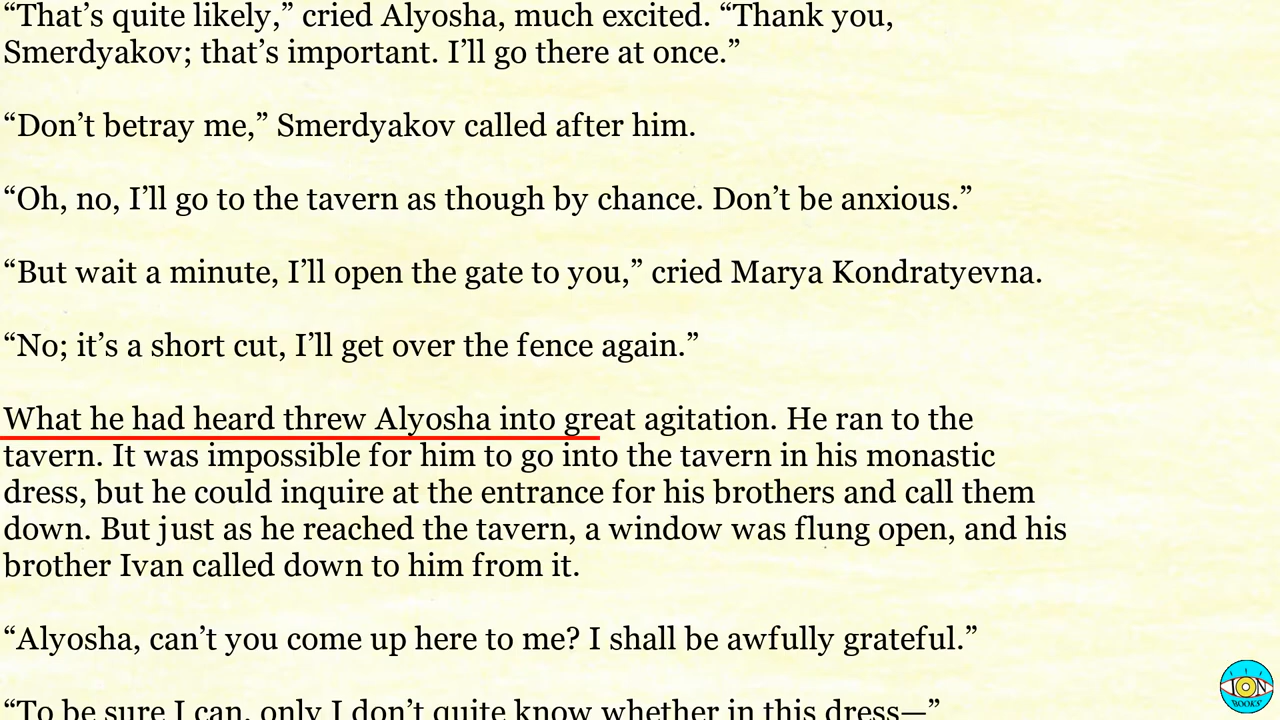 “That’s quite likely,” cried Alyosha, much excited. “Thank you,
Smerdyakov; that’s important. I’ll go there at once.”
“Don’t betray me,” Smerdyakov called after him.
“Oh, no, I’ll go to the tavern as though by chance. Don’t be anxious.”
“But wait a minute, I’ll open the gate to you,” cried Marya Kondratyevna.
“No; it’s a short cut, I’ll get over the fence again.”
What he had heard threw Alyosha into great agitation. He ran to the
tavern. It was impossible for him to go into the tavern in his monastic
dress, but he could inquire at the entrance for his brothers and call them
down. But just as he reached the tavern, a window was flung open, and his
brother Ivan called down to him from it.
“Alyosha, can’t you come up here to me? I shall be awfully grateful.”
“To be sure I can, only I don’t quite know whether in this dress—”
ION
BOOKS